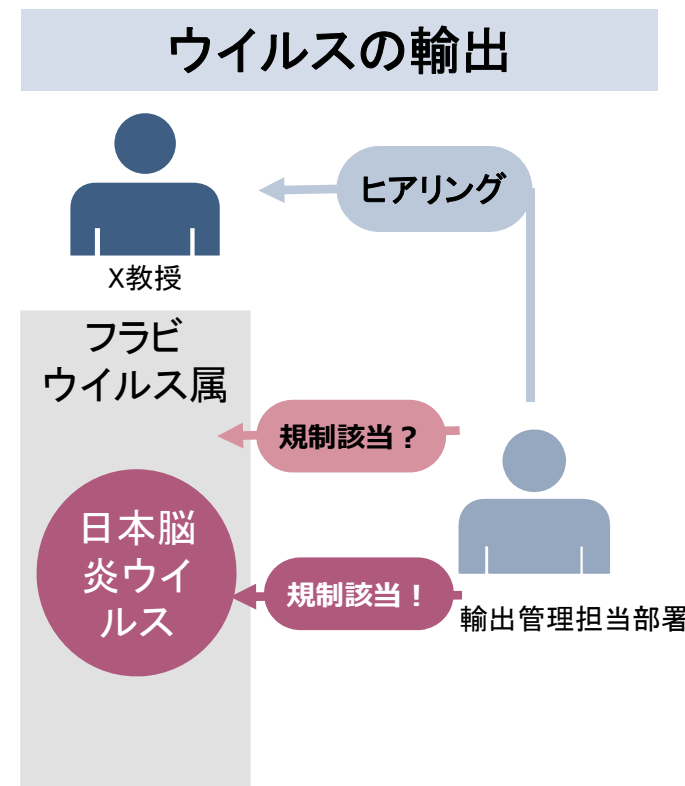 ウイルスの輸出
ヒアリング
X教授
フラビ
ウイルス属
規制該当？
日本脳
炎ウイ
ルス
規制該当！
輸出管理担当部署